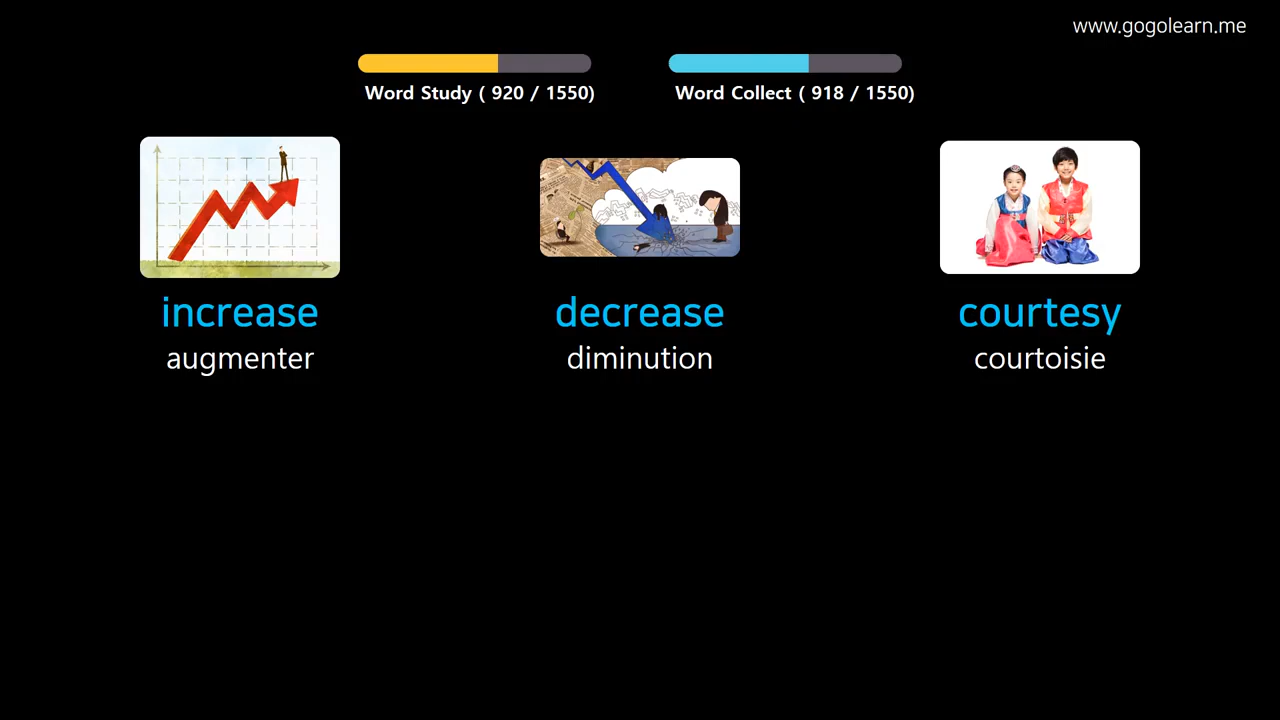 www.gogolearn.me
Word Study ( 920 / 1550)
Word Collect ( 918 / 1550)
increase
augmenter
decrease
diminution
courtesy
courtoisie